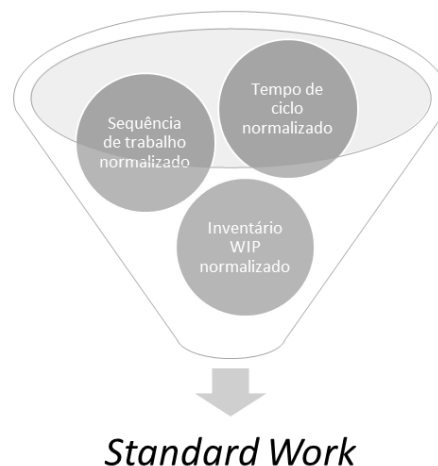 Tempo de
ciclo
normalizado
Sequência
de trabalho
normalizado
Inventário
WIP
normalizado
Standard Work